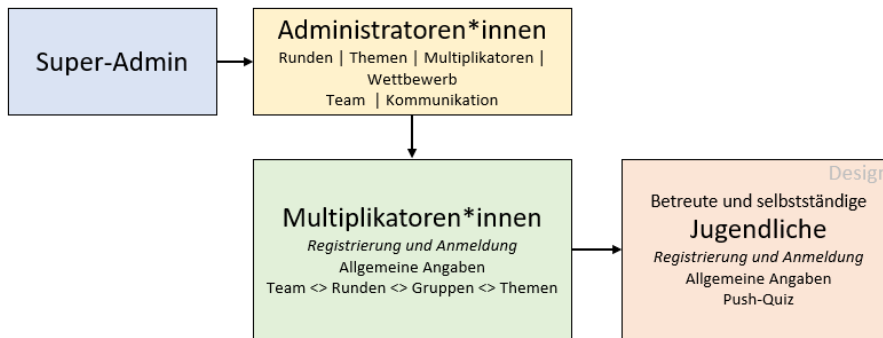 Super-Admin
Administratoren*innen
Runden | Themen | Multiplikatoren |
Wettbewerb
Team | Kommunikation
Multiplikatoren*innen
Registrierung und Anmeldung
Allgemeine Angaben
Team <> Runden <> Gruppen <> Themen
Design
Betreute und selbstständige
Jugendliche
Registrierung und Anmeldung
Allgemeine Angaben
Push-Quiz